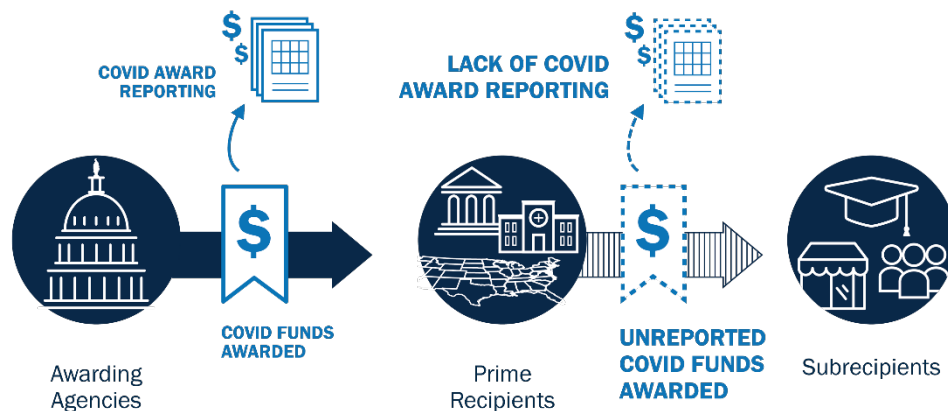 $
$
COVID AWARD
REPORTING
$
COVID FUNDS
AWARDED
Awarding
Agencies
$
$
LACK OF COVID
AWARD REPORTING
$
UNREPORTED
COVID FUNDS
AWARDED
Prime
Recipients
Subrecipients